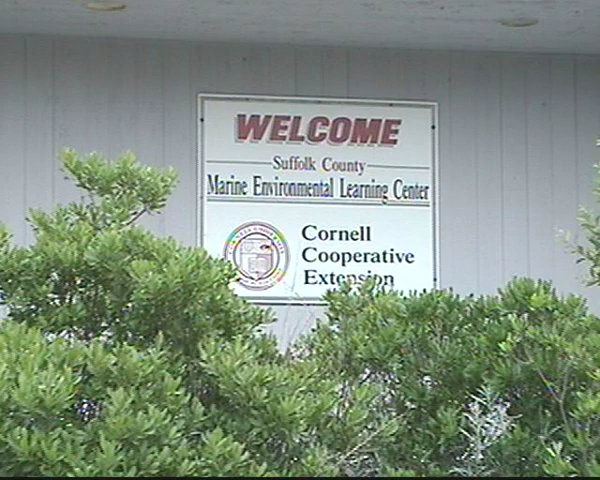 WELCOME
Suffolk County
Marine Environmental Learning Center
Cornell
Cooperative
Extension